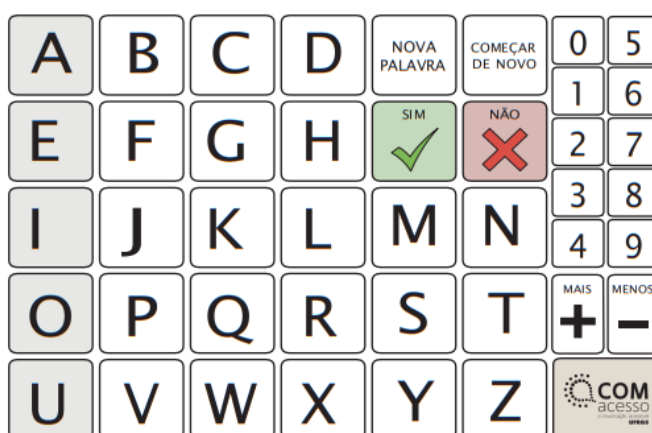 A B C D NOVA PALAVRA COMEÇAR DE NOVO 0 5
1 6
E F G H SIM NÃO 2 7
I J K L M N 3 8
4 9
O P Q R S T MAIS + MENOS -
U V W X Y Z COM
acesso
UFRGS